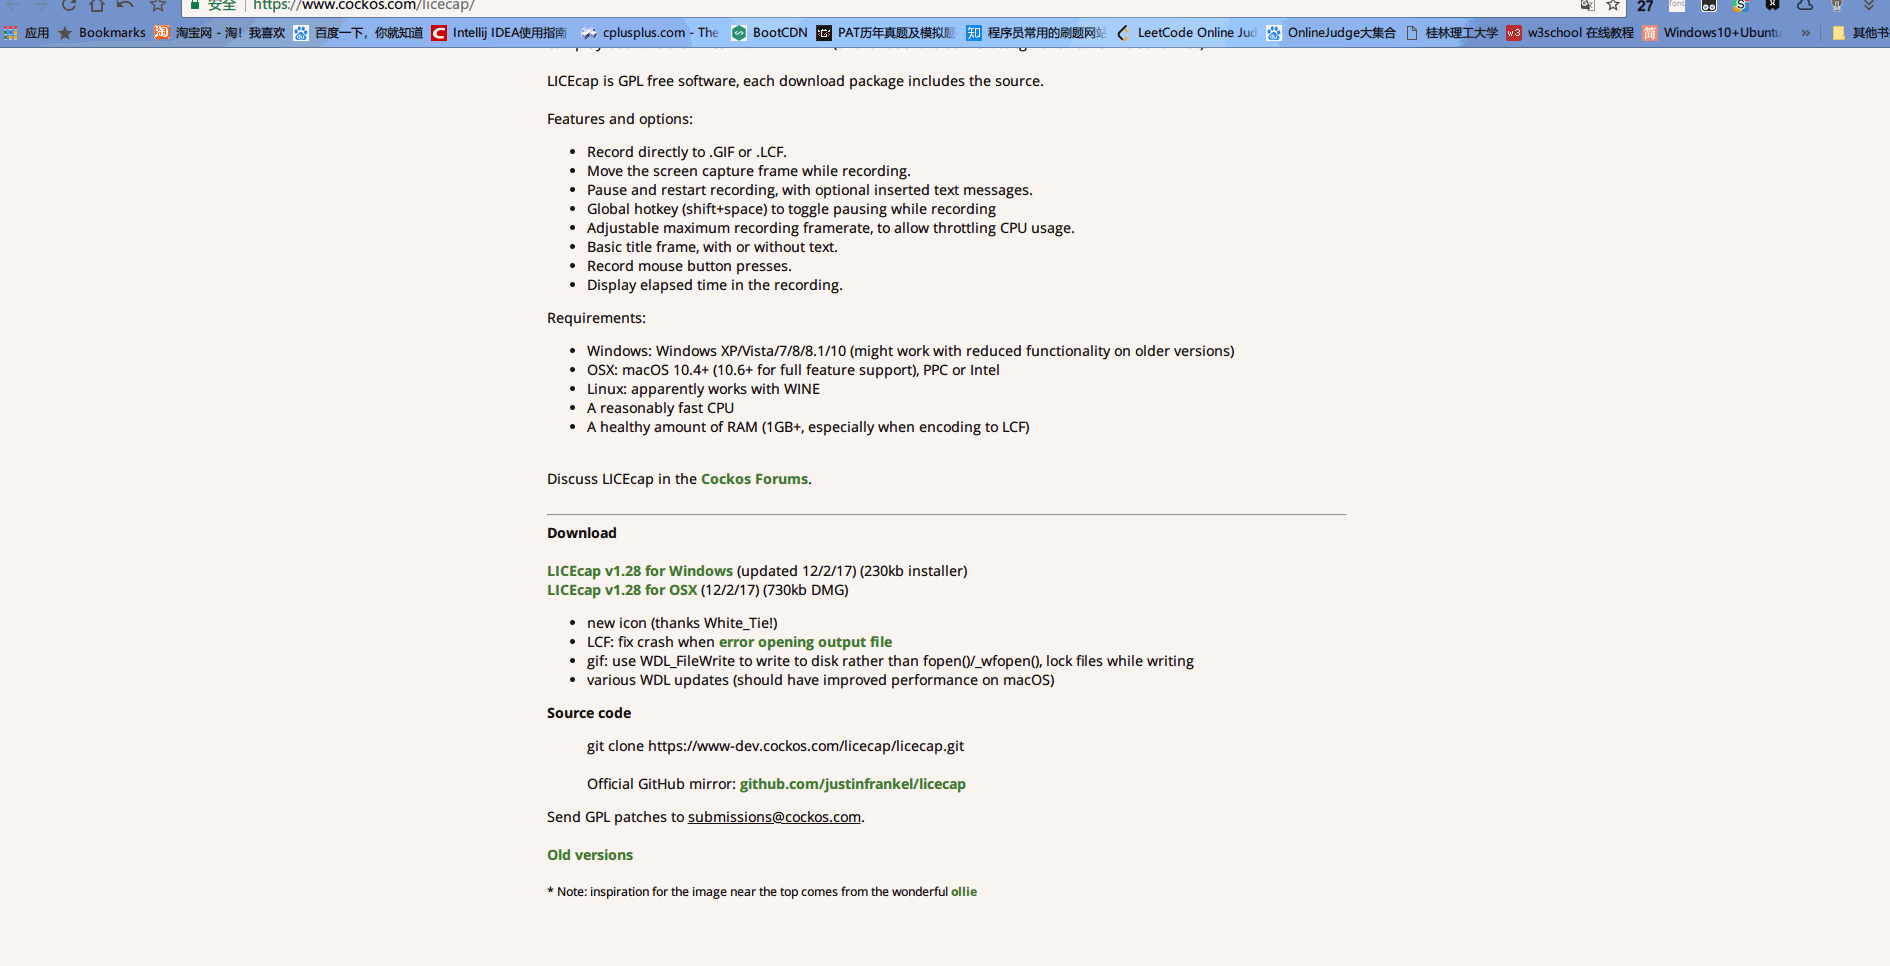 安全 https://www.cockos.com/licecap/
27
应用 Bookmarks 淘宝网 - 淘！我喜欢 百度一下，你就知道 Intellij IDEA使用指南 cplusplus.com - The BootCDN PAT历年真题及模拟题 程序员常用的刷题网站 LeetCode Online Jud OnlineJudge大集合 桂林理工大学 w3school 在线教程 Windows10+Ubuntu » 其他书
LICEcap is GPL free software, each download package includes the source.
Features and options:
• Record directly to .GIF or .LCF.
• Move the screen capture frame while recording.
• Pause and restart recording, with optional inserted text messages.
• Global hotkey (shift+space) to toggle pausing while recording
• Adjustable maximum recording framerate, to allow throttling CPU usage.
• Basic title frame, with or without text.
• Record mouse button presses.
• Display elapsed time in the recording.
Requirements:
• Windows: Windows XP/Vista/7/8/8.1/10 (might work with reduced functionality on older versions)
• OSX: macOS 10.4+ (10.6+ for full feature support), PPC or Intel
• Linux: apparently works with WINE
• A reasonably fast CPU
• A healthy amount of RAM (1GB+, especially when encoding to LCF)
Discuss LICEcap in the Cockos Forums.
Download
LICEcap v1.28 for Windows (updated 12/2/17) (230kb installer)
LICEcap v1.28 for OSX (12/2/17) (730kb DMG)
• new icon (thanks White_Tie!)
• LCF: fix crash when error opening output file
• gif: use WDL_FileWrite to write to disk rather than fopen()/_wfopen(), lock files while writing
• various WDL updates (should have improved performance on macOS)
Source code
git clone https://www-dev.cockos.com/licecap/licecap.git
Official GitHub mirror: github.com/justinfrankel/licecap
Send GPL patches to submissions@cockos.com.
Old versions
* Note: inspiration for the image near the top comes from the wonderful ollie